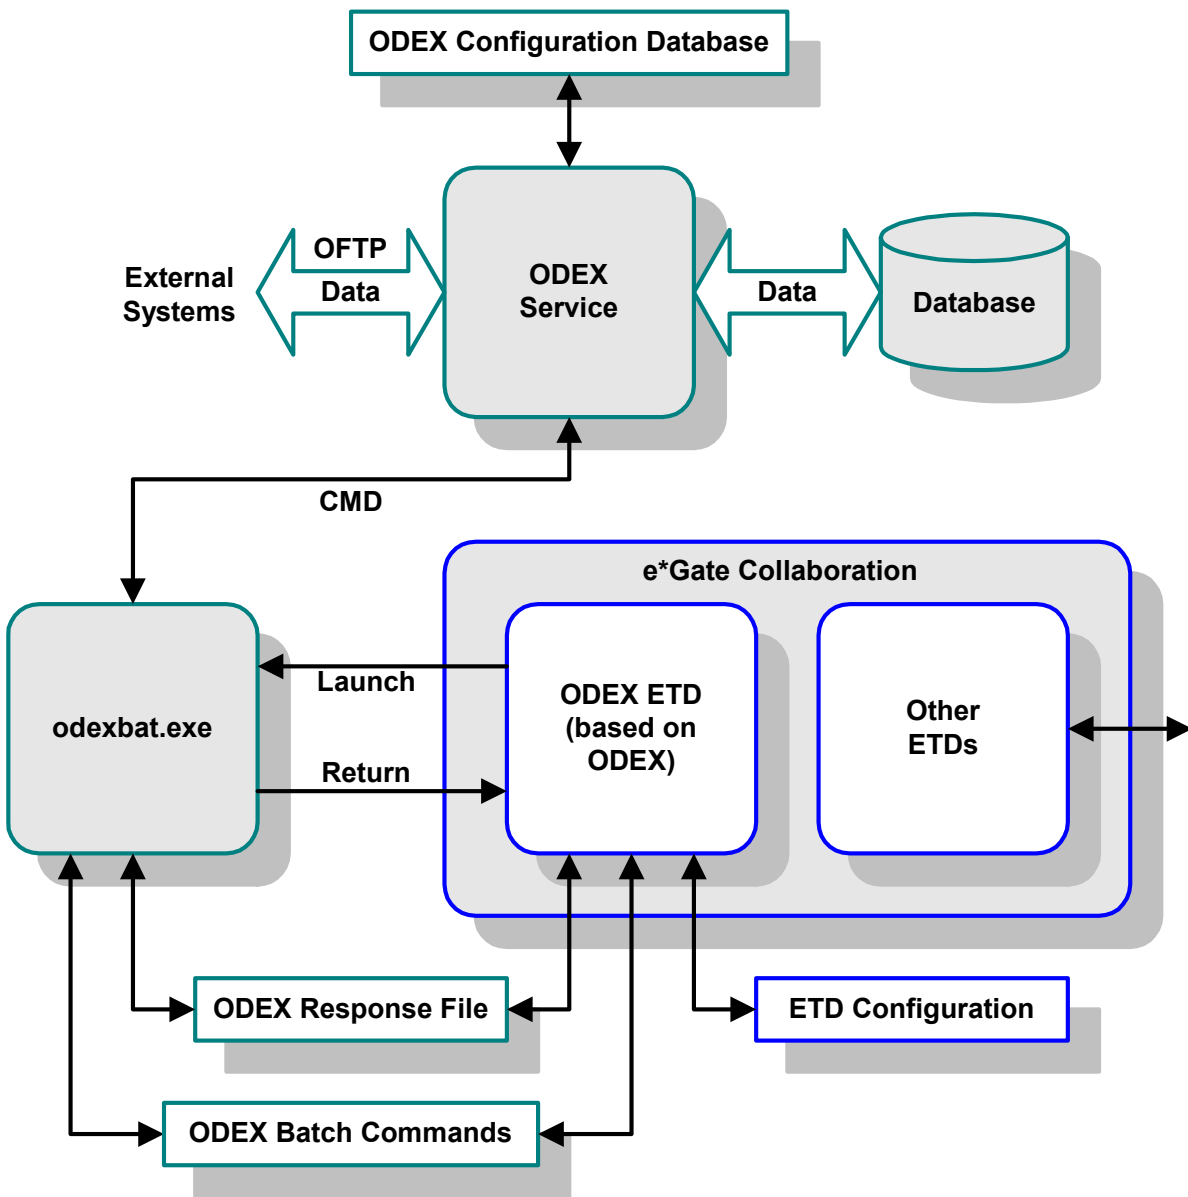 ODEX Configuration Database
OFTP
Data
External
Systems
ODEX
Service
Data
Database
CMD
e*Gate Collaboration
Launch
odexbat.exe
Return
ODEX ETD
(based on
ODEX)
Other
ETDs
ODEX Response File
ETD Configuration
ODEX Batch Commands